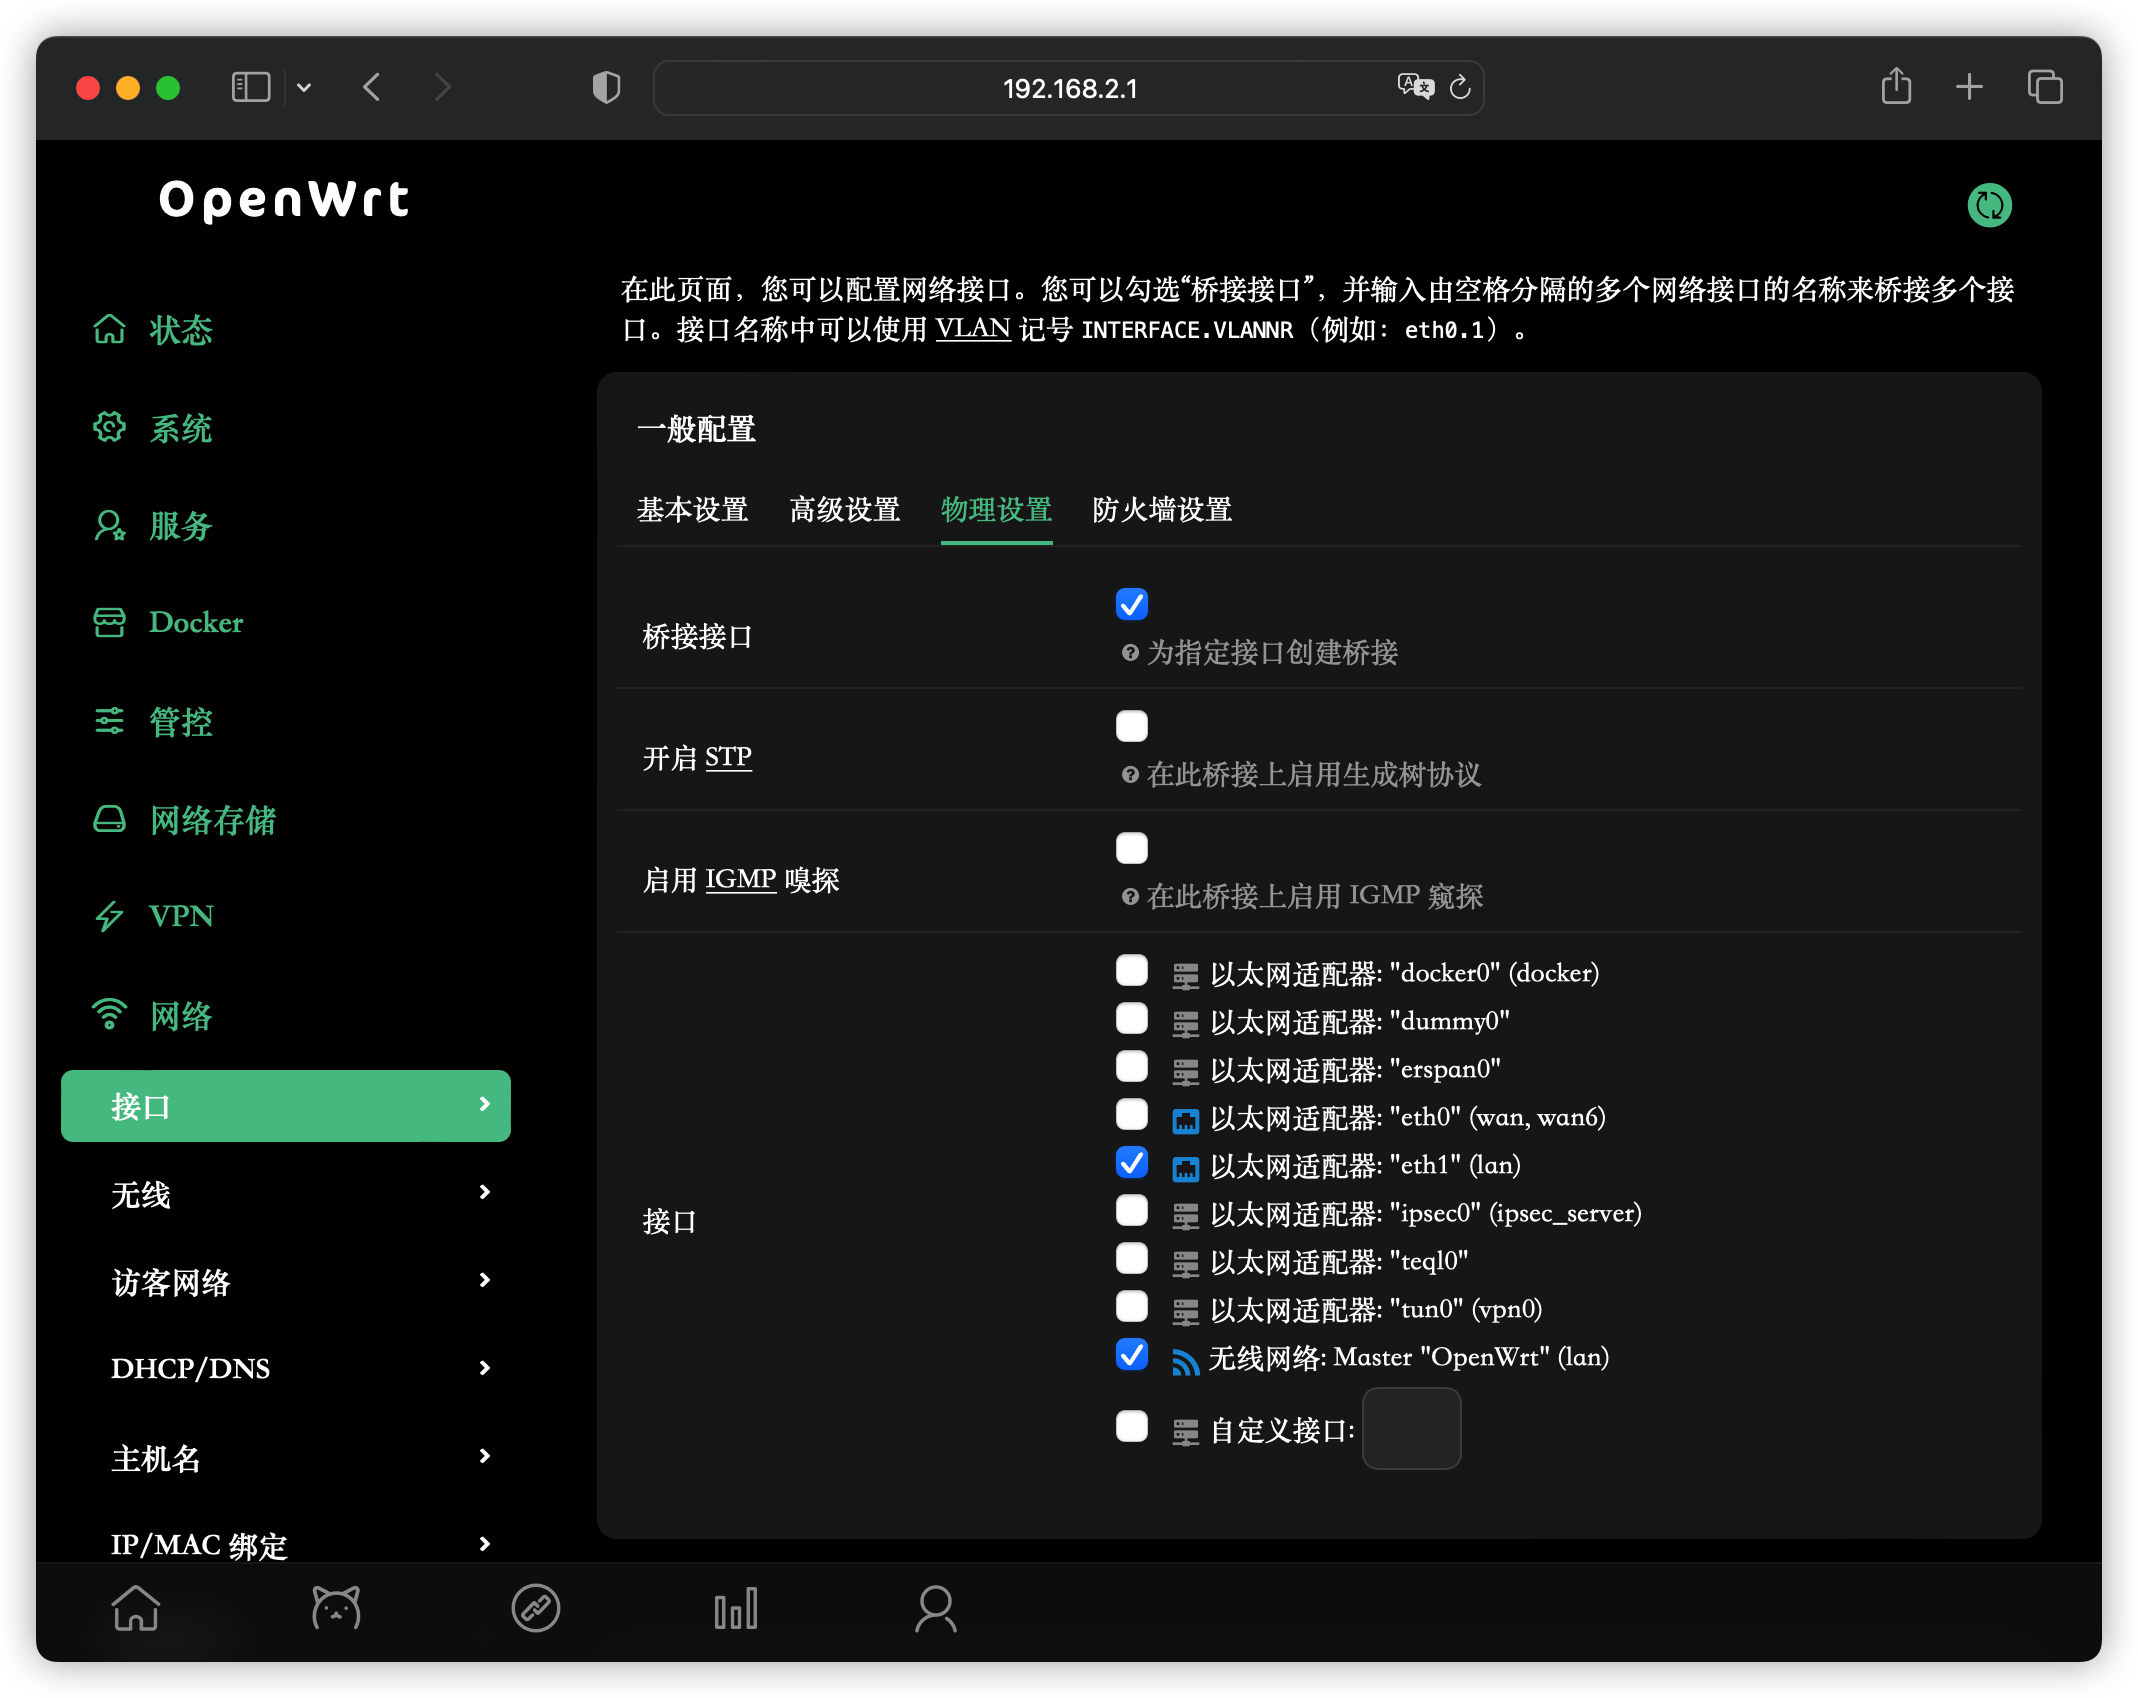 192.168.2.1
OpenWrt
在此页面，您可以配置网络接口。您可以勾选“桥接接口”，并输入由空格分隔的多个网络接口的名称来桥接多个接
口。接口名称中可以使用 VLAN 记号 INTERFACE.VLANNR（例如：eth0.1）。
状态
系统
服务
Docker
管控
网络存储
VPN
网络
接口
无线
访客网络
DHCP/DNS
主机名
IP/MAC 绑定
一般配置
基本设置 高级设置 物理设置 防火墙设置
桥接接口
为指定接口创建桥接
开启 STP
在此桥接上启用生成树协议
启用 IGMP 嗅探
在此桥接上启用 IGMP 窥探
接口
以太网适配器: "docker0" (docker)
以太网适配器: "dummy0"
以太网适配器: "erspan0"
以太网适配器: "eth0" (wan, wan6)
以太网适配器: "eth1" (lan)
以太网适配器: "ipsec0" (ipsec_server)
以太网适配器: "teql0"
以太网适配器: "tun0" (vpn0)
无线网络: Master "OpenWrt" (lan)
自定义接口: